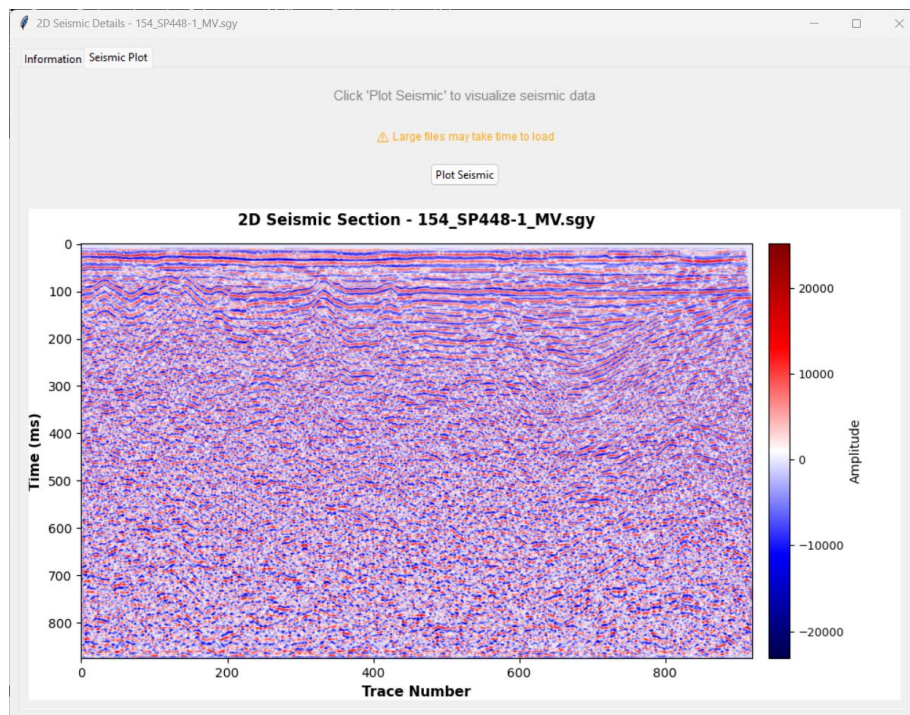 2D Seismic Details - 154_SP448-1_MV.sgy
Information Seismic Plot
Click 'Plot Seismic' to visualize seismic data
⚠ Large files may take time to load
Plot Seismic
2D Seismic Section - 154_SP448-1_MV.sgy
0
100
200
300
400
500
600
700
800
Time (ms)
0 200 400 600 800
Trace Number
20000
10000
0
−10000
−20000
Amplitude